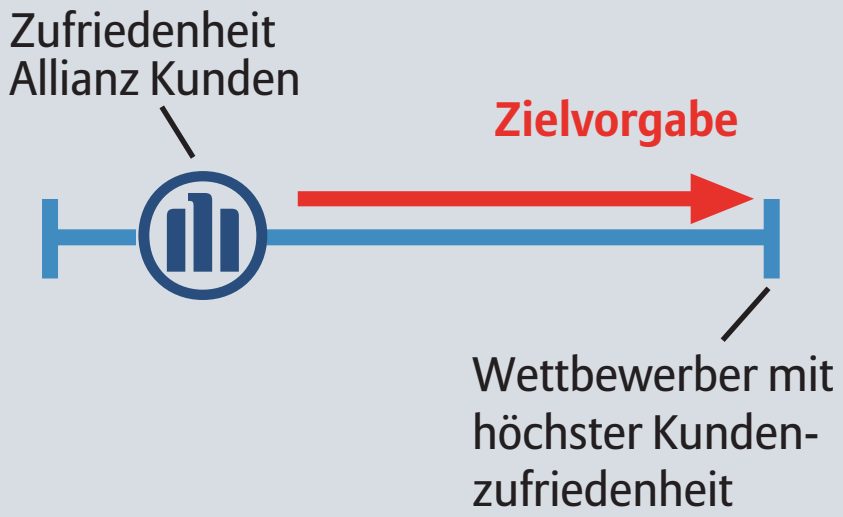 Zufriedenheit
Allianz Kunden
Zielvorgabe
Wettbewerber mit
höchster Kunden-
zufriedenheit